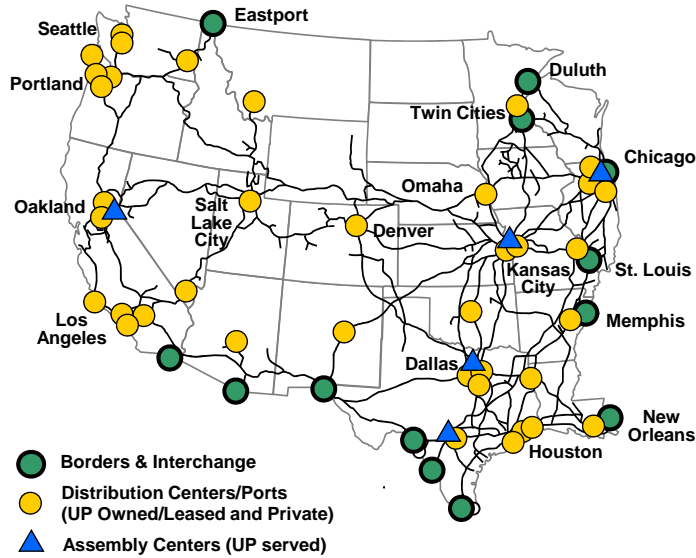 Eastport
Seattle
Portland
Duluth
Twin Cities
Chicago
Omaha
Oakland
Salt
Lake
City
Denver
Kansas
City
St. Louis
Los
Angeles
Memphis
Dallas
New
Orleans
Houston
Borders & Interchange
Distribution Centers/Ports
(UP Owned/Leased and Private)
Assembly Centers (UP served)